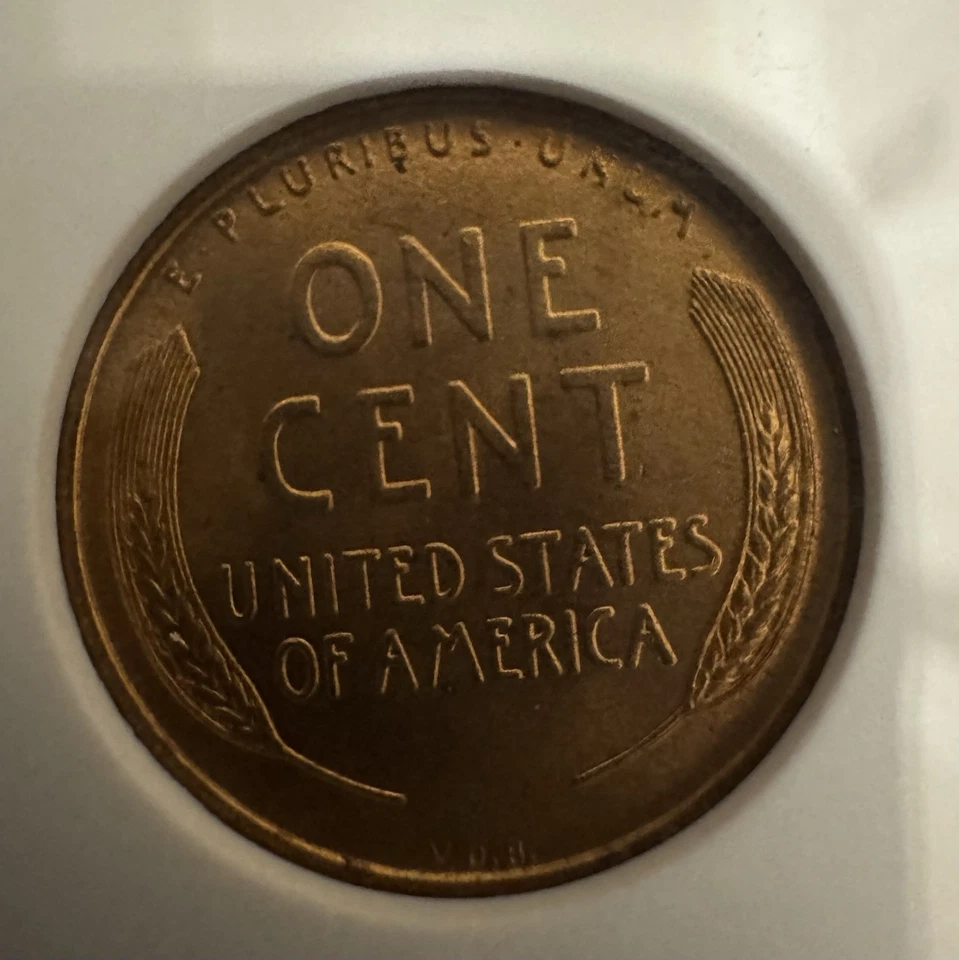 E · PLURIBUS · UNUM
ONE
CENT
UNITED STATES
OF AMERICA
V.D.B.